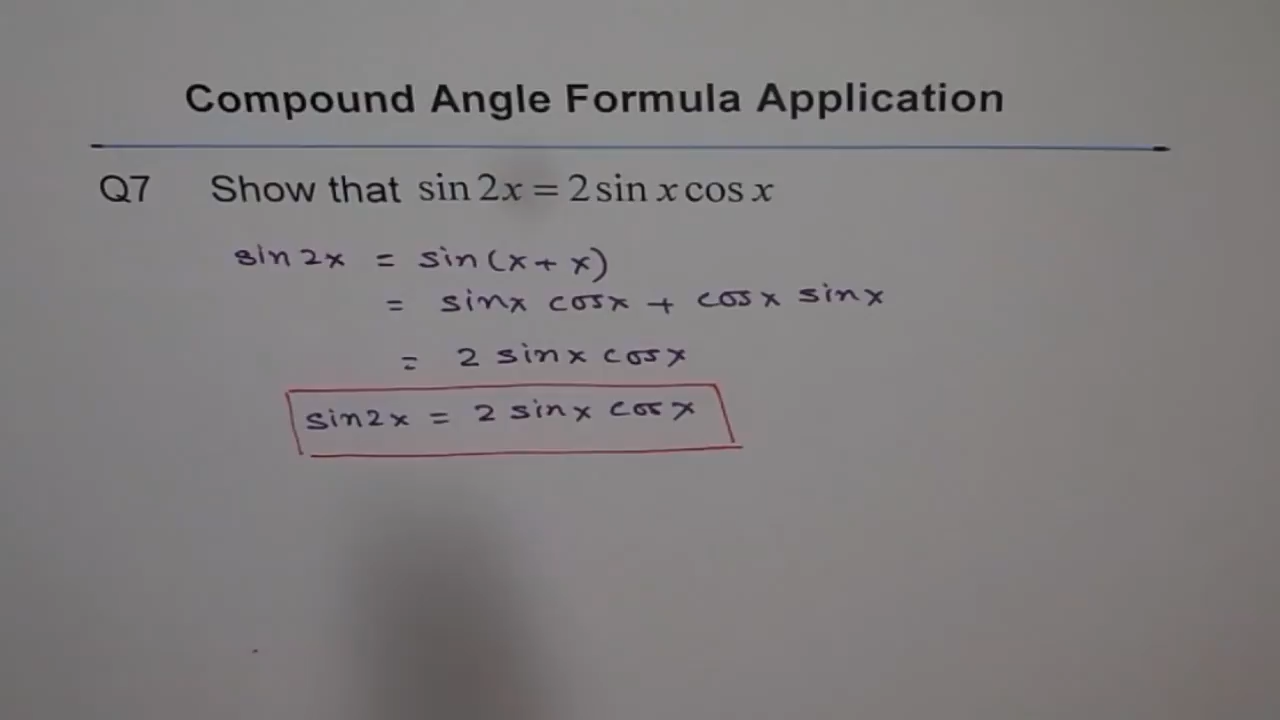 Compound Angle Formula Application
Q7 Show that sin 2x = 2 sin x cos x
sin 2x = sin (x + x)
= sinx cosx + cosx sinx
= 2 sinx cosx
sin2x = 2 sinx cosx